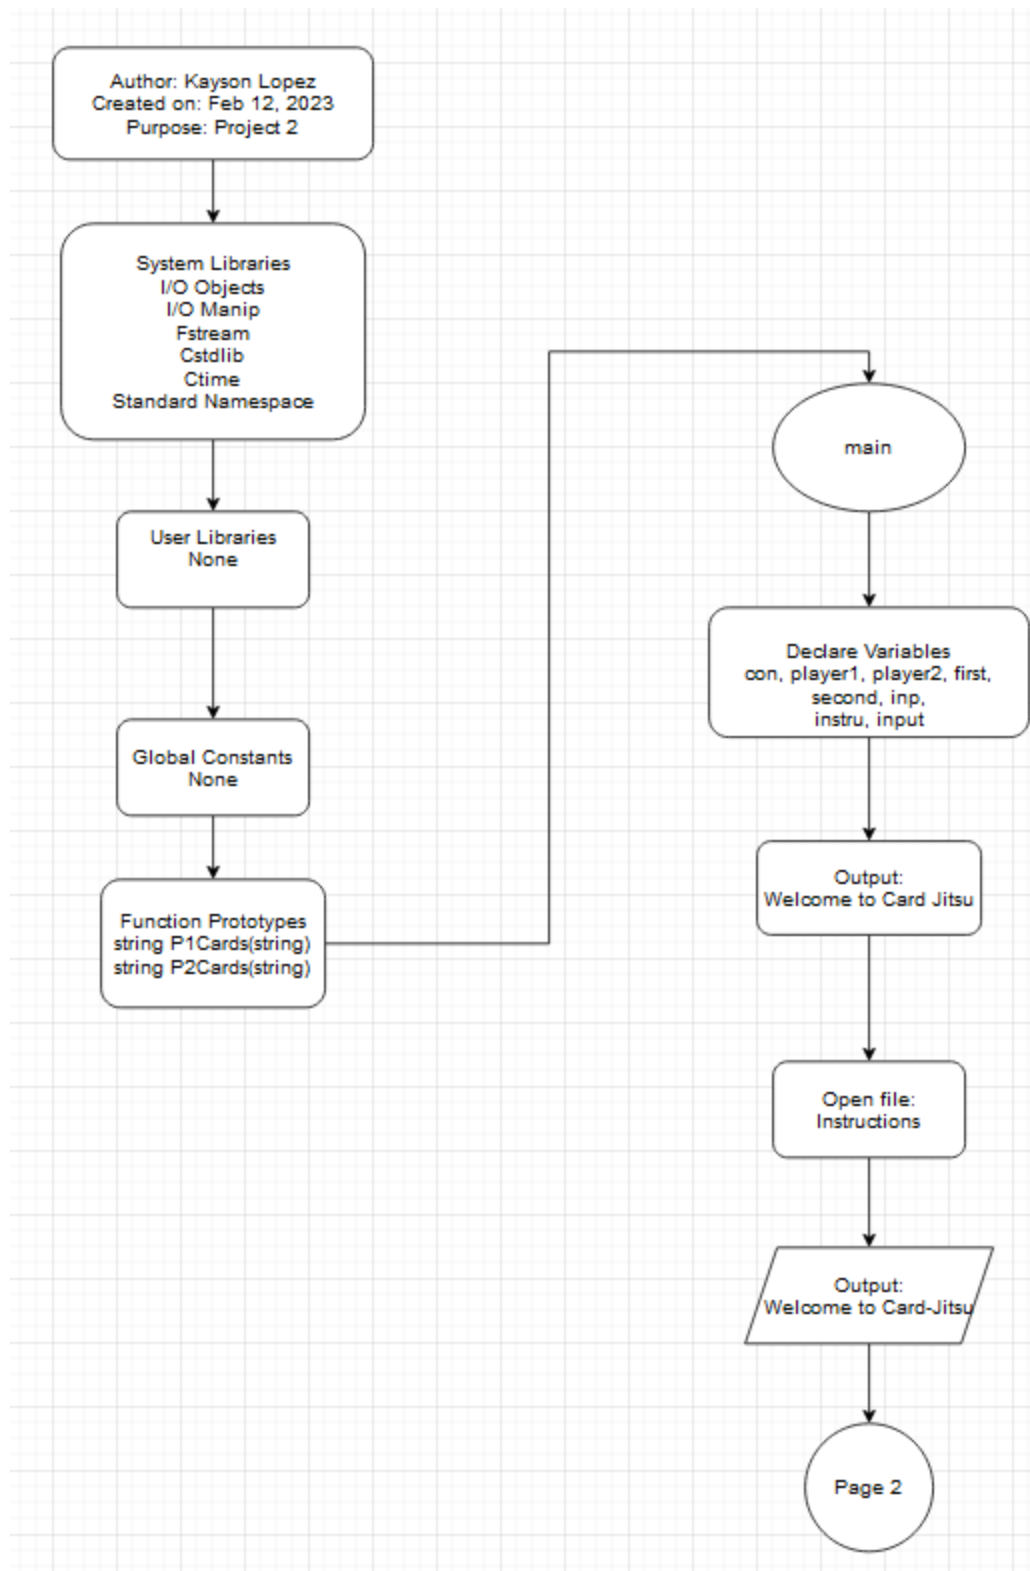 Author: Kayson Lopez
Created on: Feb 12, 2023
Purpose: Project 2
System Libraries
I/O Objects
I/O Manip
Fstream
Cstdlib
Ctime
Standard Namespace
User Libraries
None
Global Constants
None
Function Prototypes
string P1Cards(string)
string P2Cards(string)
main
Declare Variables
con, player1, player2, first,
second, inp,
instru, input
Output:
Welcome to Card Jitsu
Open file:
Instructions
Output:
Welcome to Card-Jitsu
Page 2